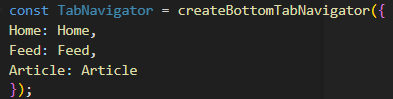 const TabNavigator = createBottomTabNavigator({
Home: Home,
Feed: Feed,
Article: Article
});